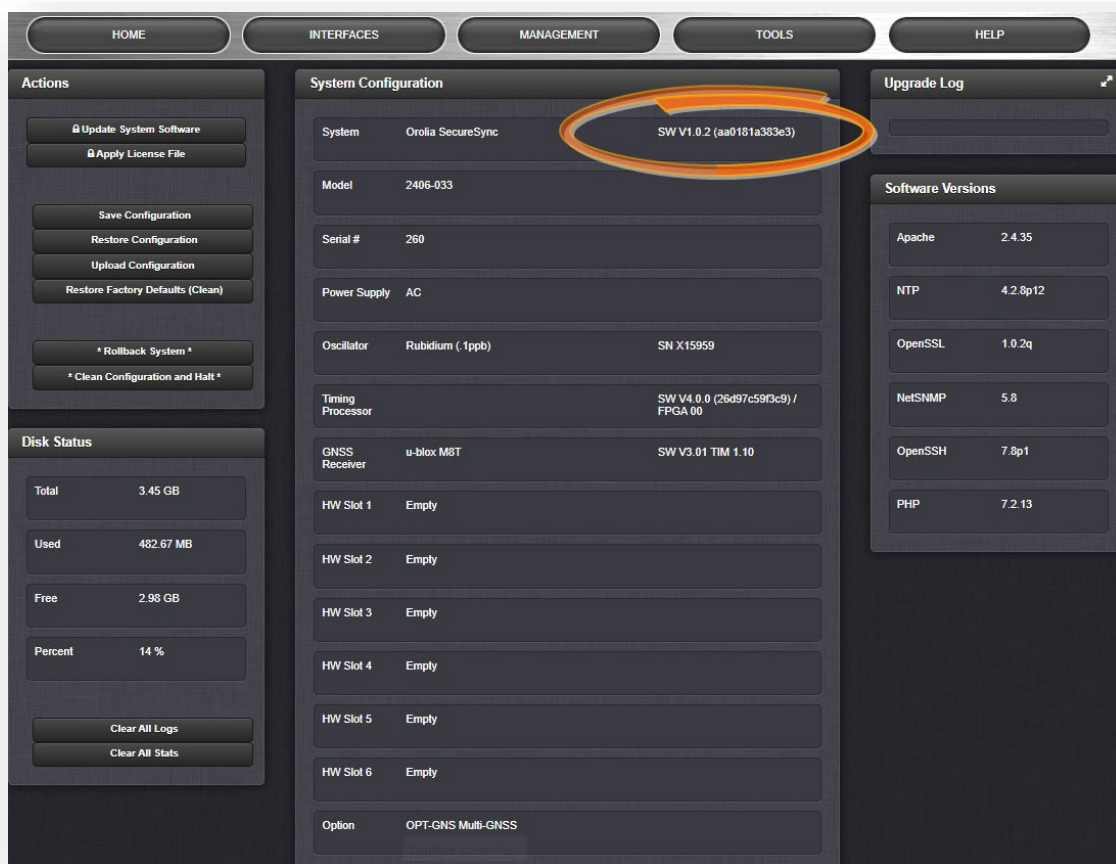 HOME INTERFACES MANAGEMENT TOOLS HELP
Actions
Update System Software
Apply License File
Save Configuration
Restore Configuration
Upload Configuration
Restore Factory Defaults (Clean)
* Rollback System *
* Clean Configuration and Halt *
Disk Status
Total 3.45 GB
Used 482.67 MB
Free 2.98 GB
Percent 14 %
Clear All Logs
Clear All Stats
System Configuration
System Orolia SecureSync SW V1.0.2 (aa0181a383e3)
Model 2406-033
Serial # 260
Power Supply AC
Oscillator Rubidium (.1ppb) SN X15959
Timing Processor SW V4.0.0 (26d97c59f3c9) /
FPGA 00
GNSS Receiver u-blox M8T SW V3.01 TIM 1.10
HW Slot 1 Empty
HW Slot 2 Empty
HW Slot 3 Empty
HW Slot 4 Empty
HW Slot 5 Empty
HW Slot 6 Empty
Option OPT-GNS Multi-GNSS
Upgrade Log
Software Versions
Apache 2.4.35
NTP 4.2.8p12
OpenSSL 1.0.2q
NetSNMP 5.8
OpenSSH 7.8p1
PHP 7.2.13